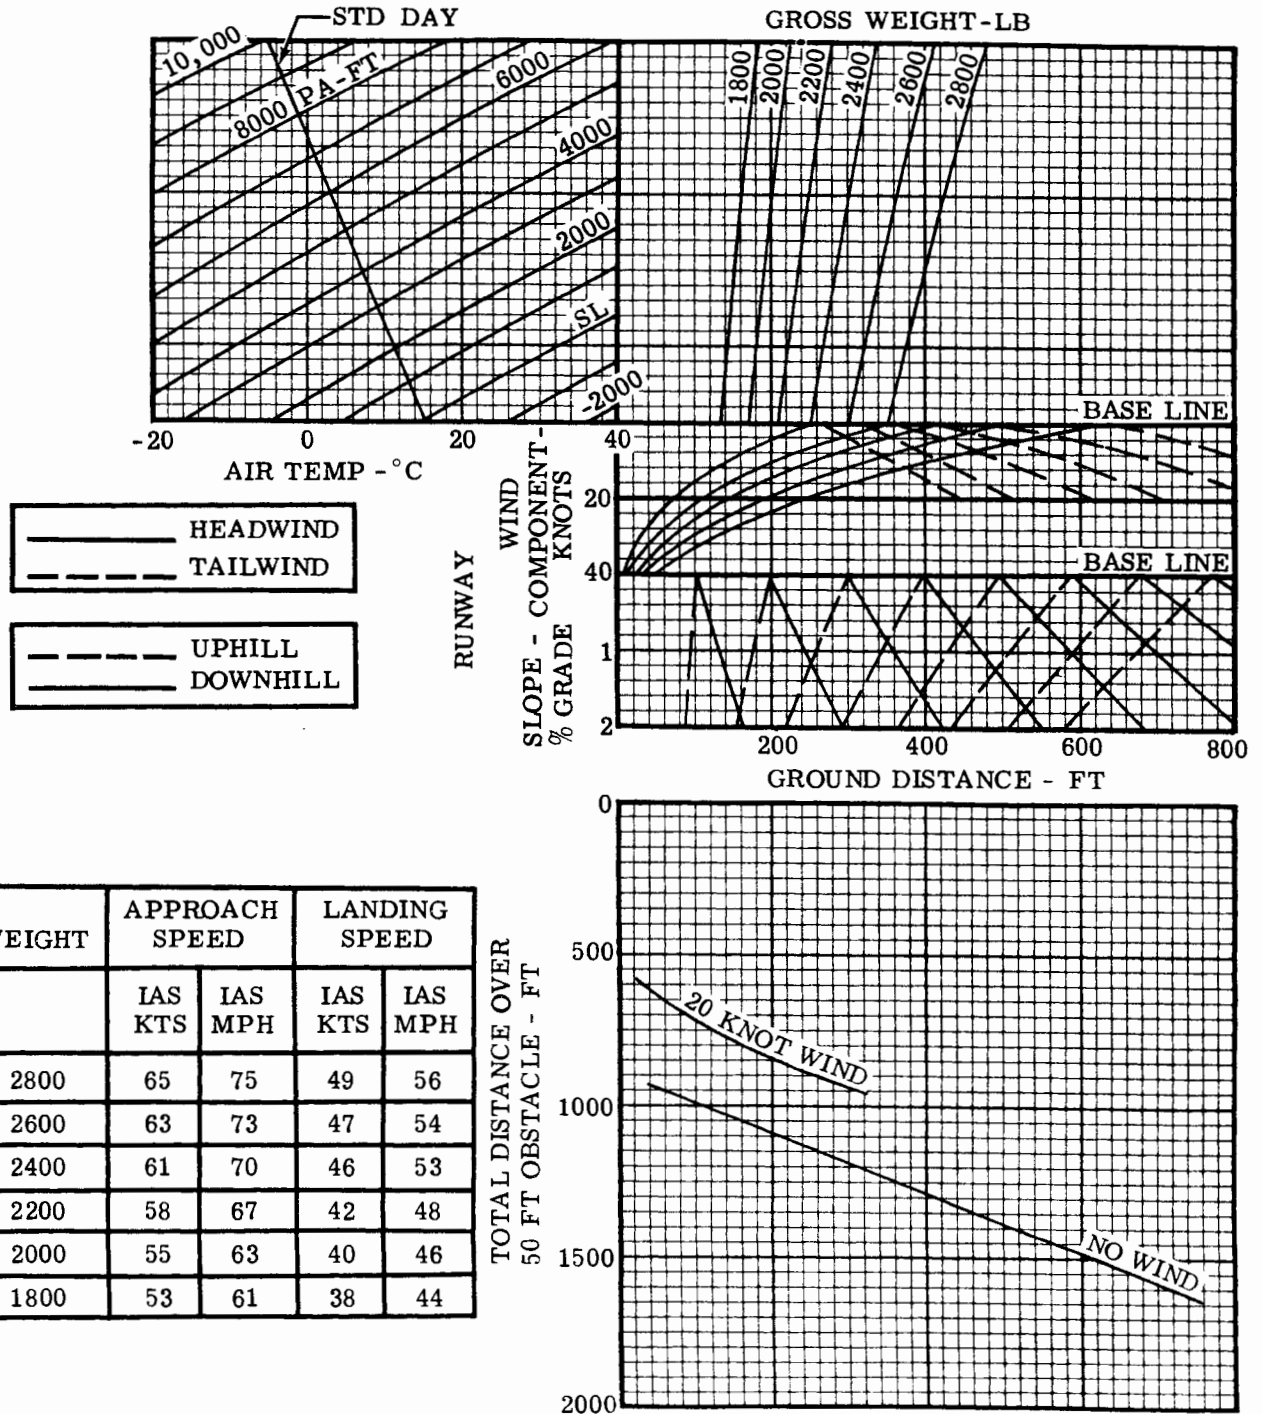 STD DAY
GROSS WEIGHT-LB
10,000
8000 PA-FT
6000
4000
2000
SL
-2000
1800
2000
2200
2400
2600
2800
BASE LINE
-20
0
20
40
AIR TEMP -°C
HEADWIND
TAILWIND
UPHILL
DOWNHILL
RUNWAY
WIND
SLOPE - COMPONENT-
% GRADE KNOTS
20
40
BASE LINE
1
2
200
400
600
800
GROUND DISTANCE - FT
0
500
1000
1500
2000
TOTAL DISTANCE OVER
50 FT OBSTACLE - FT
20 KNOT WIND
NO WIND
EIGHT APPROACH SPEED LANDING SPEED
IAS KTS IAS MPH IAS KTS IAS MPH
2800 65 75 49 56
2600 63 73 47 54
2400 61 70 46 53
2200 58 67 42 48
2000 55 63 40 46
1800 53 61 38 44